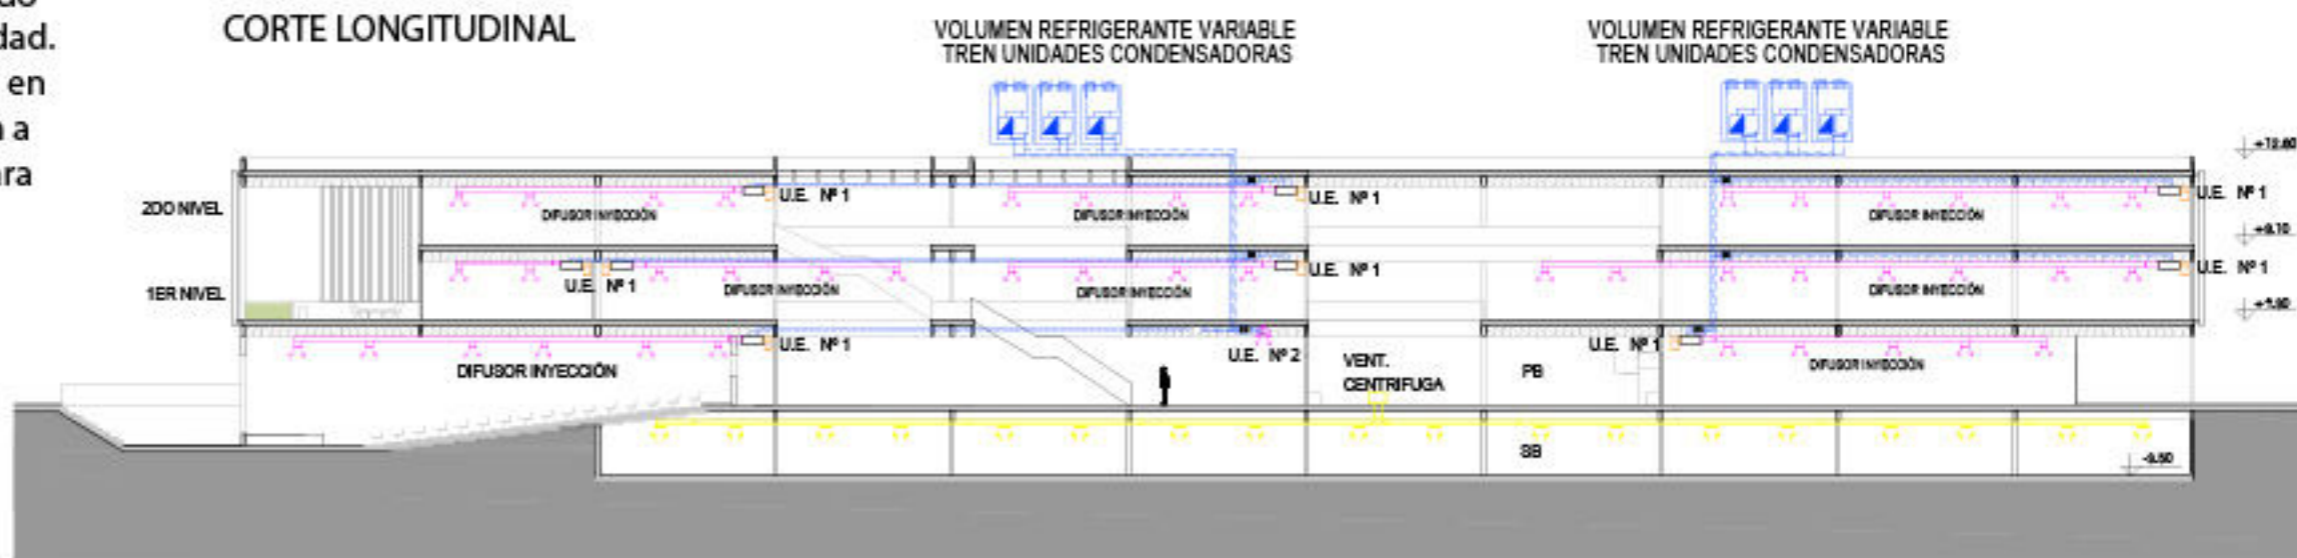 dad.
en
a
CORTE LONGITUDINAL
VOLUMEN REFRIGERANTE VARIABLE
TREN UNIDADES CONDENSADORAS
VOLUMEN REFRIGERANTE VARIABLE
TREN UNIDADES CONDENSADORAS
+12.60
2DO NIVEL
U.E. Nº 1
U.E. Nº 1
U.E. Nº 1
DIFUSOR INYECCIÓN
DIFUSOR INYECCIÓN
DIFUSOR INYECCIÓN
1ER NIVEL
U.E. Nº 1
U.E. Nº 1
U.E. Nº 1
DIFUSOR INYECCIÓN
DIFUSOR INYECCIÓN
DIFUSOR INYECCIÓN
U.E. Nº 1
U.E. Nº 2
U.E. Nº 1
DIFUSOR INYECCIÓN
VENT.
CENTRIFUGA
PB
DIFUSOR INYECCIÓN
SB